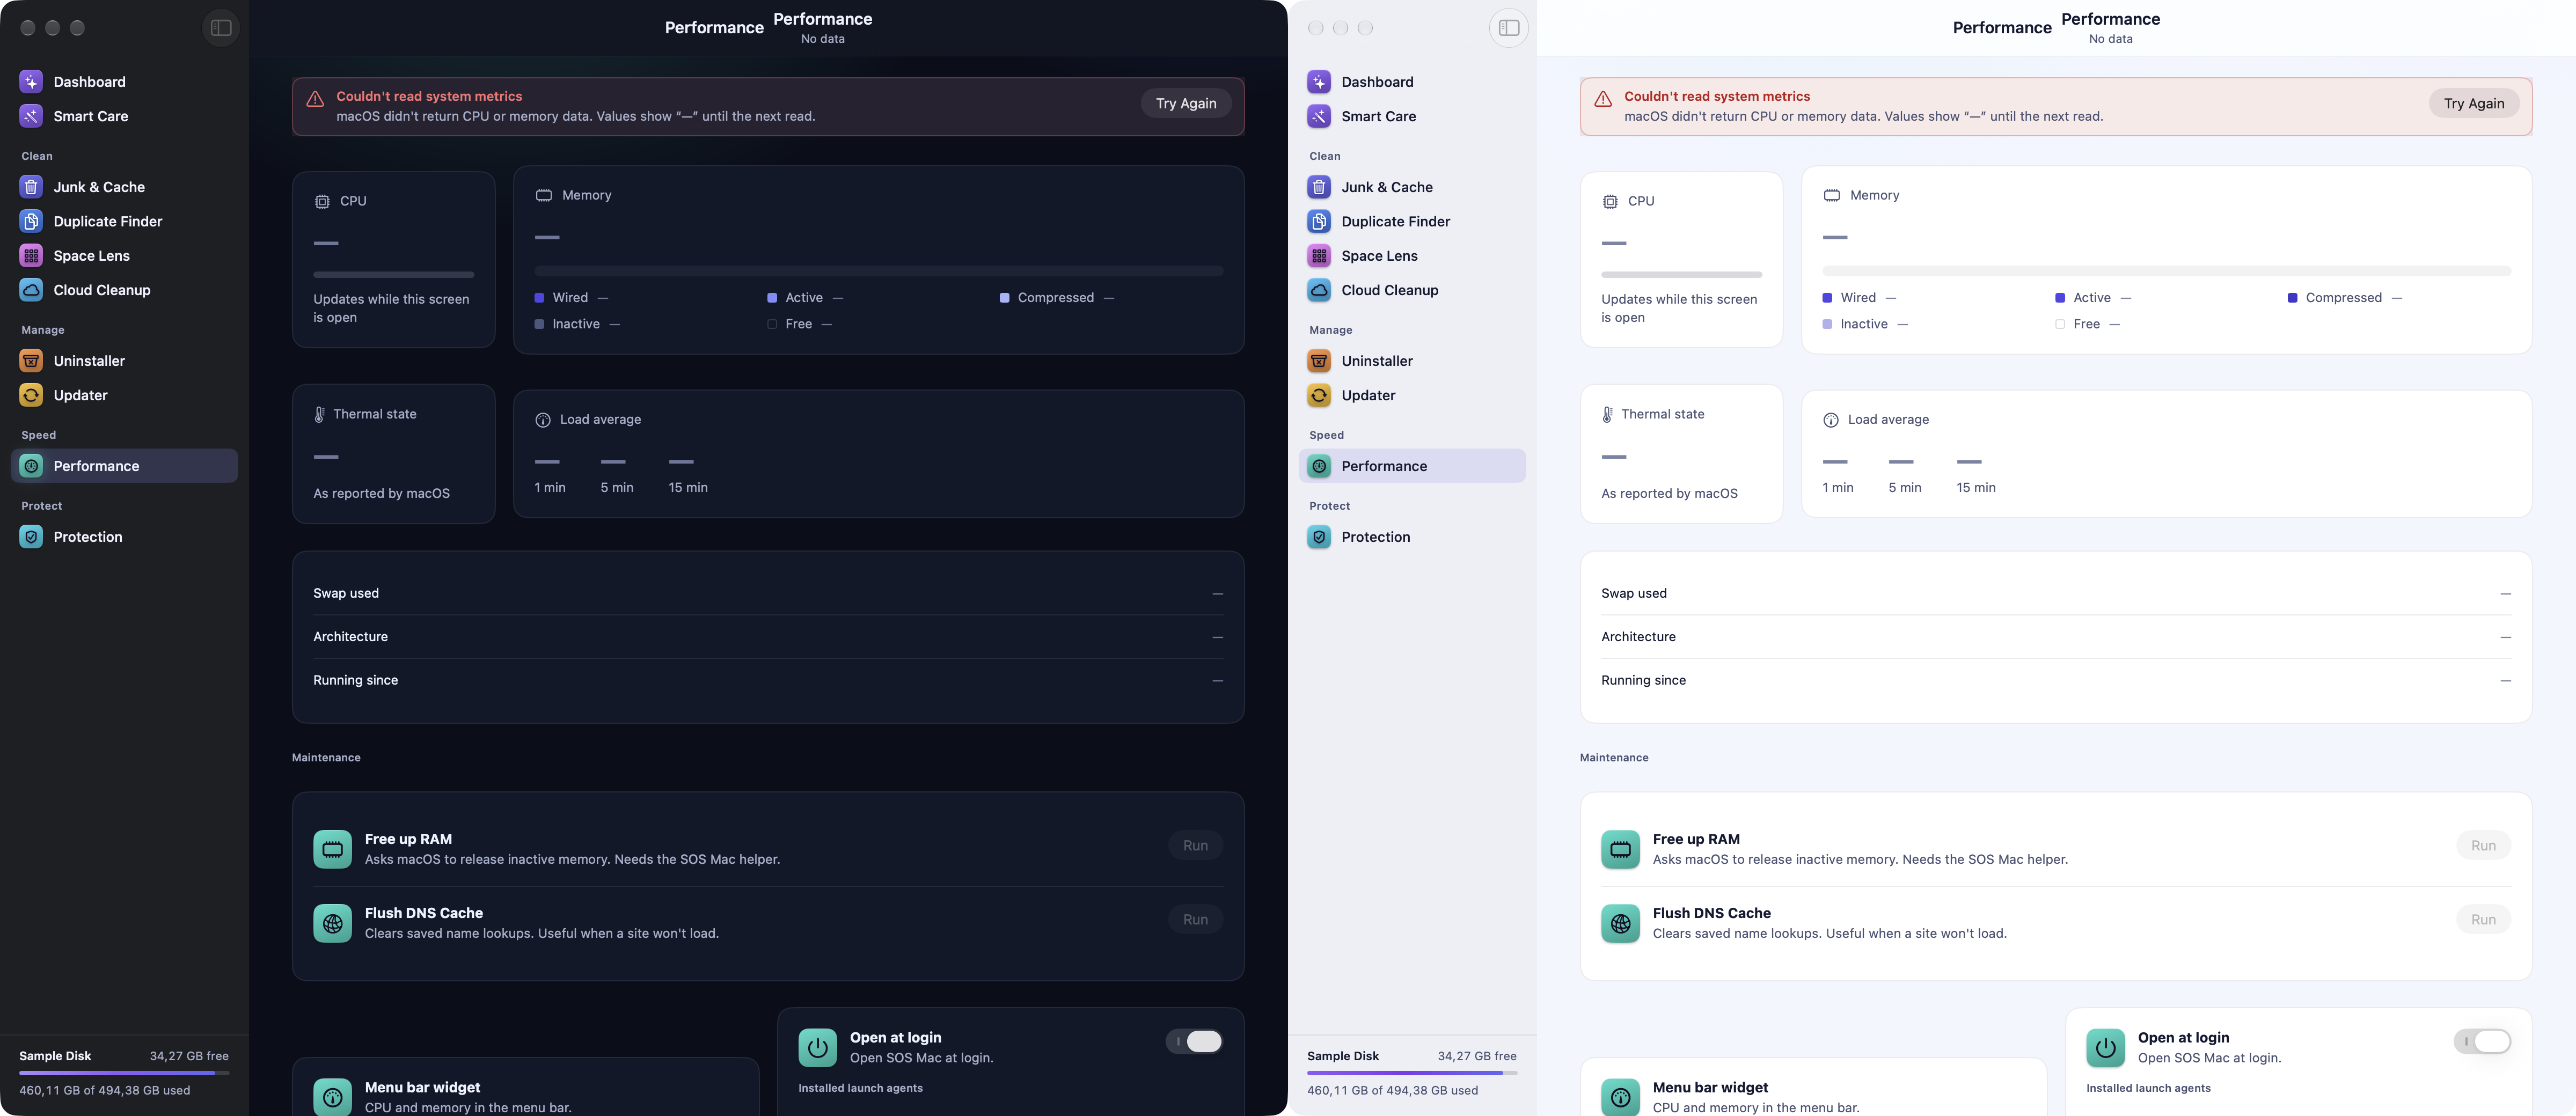 Dashboard
Smart Care
Clean
Junk & Cache
Duplicate Finder
Space Lens
Cloud Cleanup
Manage
Uninstaller
Updater
Speed
Performance
Protect
Protection
Sample Disk 34,27 GB free
460,11 GB of 494,38 GB used
Performance
Performance
No data
Couldn't read system metrics
macOS didn't return CPU or memory data. Values show “—” until the next read.
Try Again
CPU
—
Updates while this screen
is open
Memory
—
Wired — Active — Compressed —
Inactive — Free —
Thermal state
—
As reported by macOS
Load average
— — —
1 min 5 min 15 min
Swap used —
Architecture —
Running since —
Maintenance
Free up RAM
Asks macOS to release inactive memory. Needs the SOS Mac helper.
Run
Flush DNS Cache
Clears saved name lookups. Useful when a site won't load.
Run
Menu bar widget
CPU and memory in the menu bar.
Open at login
Open SOS Mac at login.
Installed launch agents
Dashboard
Smart Care
Clean
Junk & Cache
Duplicate Finder
Space Lens
Cloud Cleanup
Manage
Uninstaller
Updater
Speed
Performance
Protect
Protection
Sample Disk 34,27 GB free
460,11 GB of 494,38 GB used
Performance
Performance
No data
Couldn't read system metrics
macOS didn't return CPU or memory data. Values show “—” until the next read.
Try Again
CPU
—
Updates while this screen
is open
Memory
—
Wired — Active — Compressed —
Inactive — Free —
Thermal state
—
As reported by macOS
Load average
— — —
1 min 5 min 15 min
Swap used —
Architecture —
Running since —
Maintenance
Free up RAM
Asks macOS to release inactive memory. Needs the SOS Mac helper.
Run
Flush DNS Cache
Clears saved name lookups. Useful when a site won't load.
Run
Menu bar widget
CPU and memory in the menu bar.
Open at login
Open SOS Mac at login.
Installed launch agents